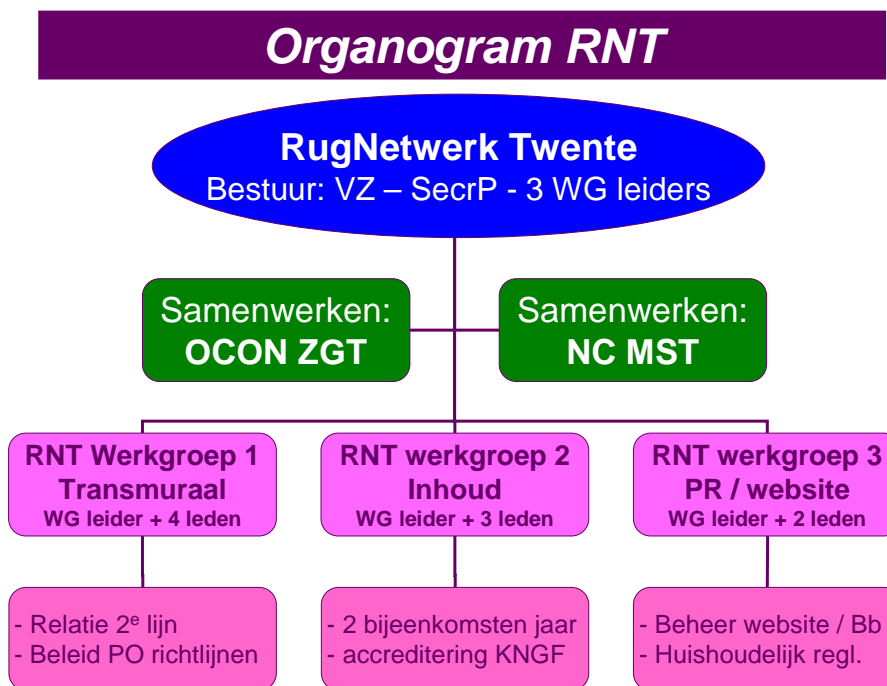 Organogram RNT
RugNetwerk Twente
Bestuur: VZ – SecrP - 3 WG leiders
Samenwerken:
OCON ZGT
Samenwerken:
NC MST
RNT Werkgroep 1
Transmuraal
WG leider + 4 leden
RNT werkgroep 2
Inhoud
WG leider + 3 leden
RNT werkgroep 3
PR / website
WG leider + 2 leden
- Relatie 2e lijn
- Beleid PO richtlijnen
- 2 bijeenkomsten jaar
- accreditering KNGF
- Beheer website / Bb
- Huishoudelijk regl.